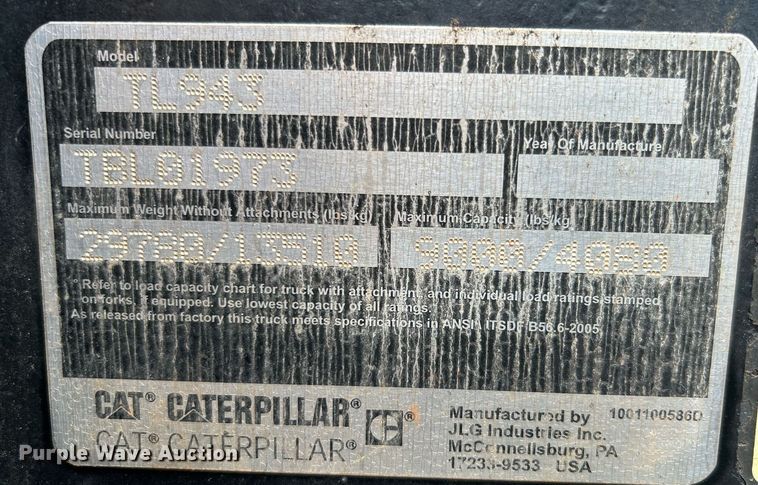 Model
TL943
Serial Number
Year Of Manufacture
TBL01973
Maximum Weight Without Attachments (lbs/kg)
Maximum Capacity (lbs/kg)
29780/13510
9000/4080
* Refer to load capacity chart for truck with attachment, and individual load ratings stamped
on forks, if equipped. Use lowest capacity of all ratings.
As released from factory this truck meets specifications in ANSI\ ITSDF B56.6-2005
CAT® CATERPILLAR®
CAT® CATERPILLAR®
Manufactured by 1001100586D
JLG Industries Inc.
McConnellsburg, PA
17233-9533 USA
Purple Wave Auction